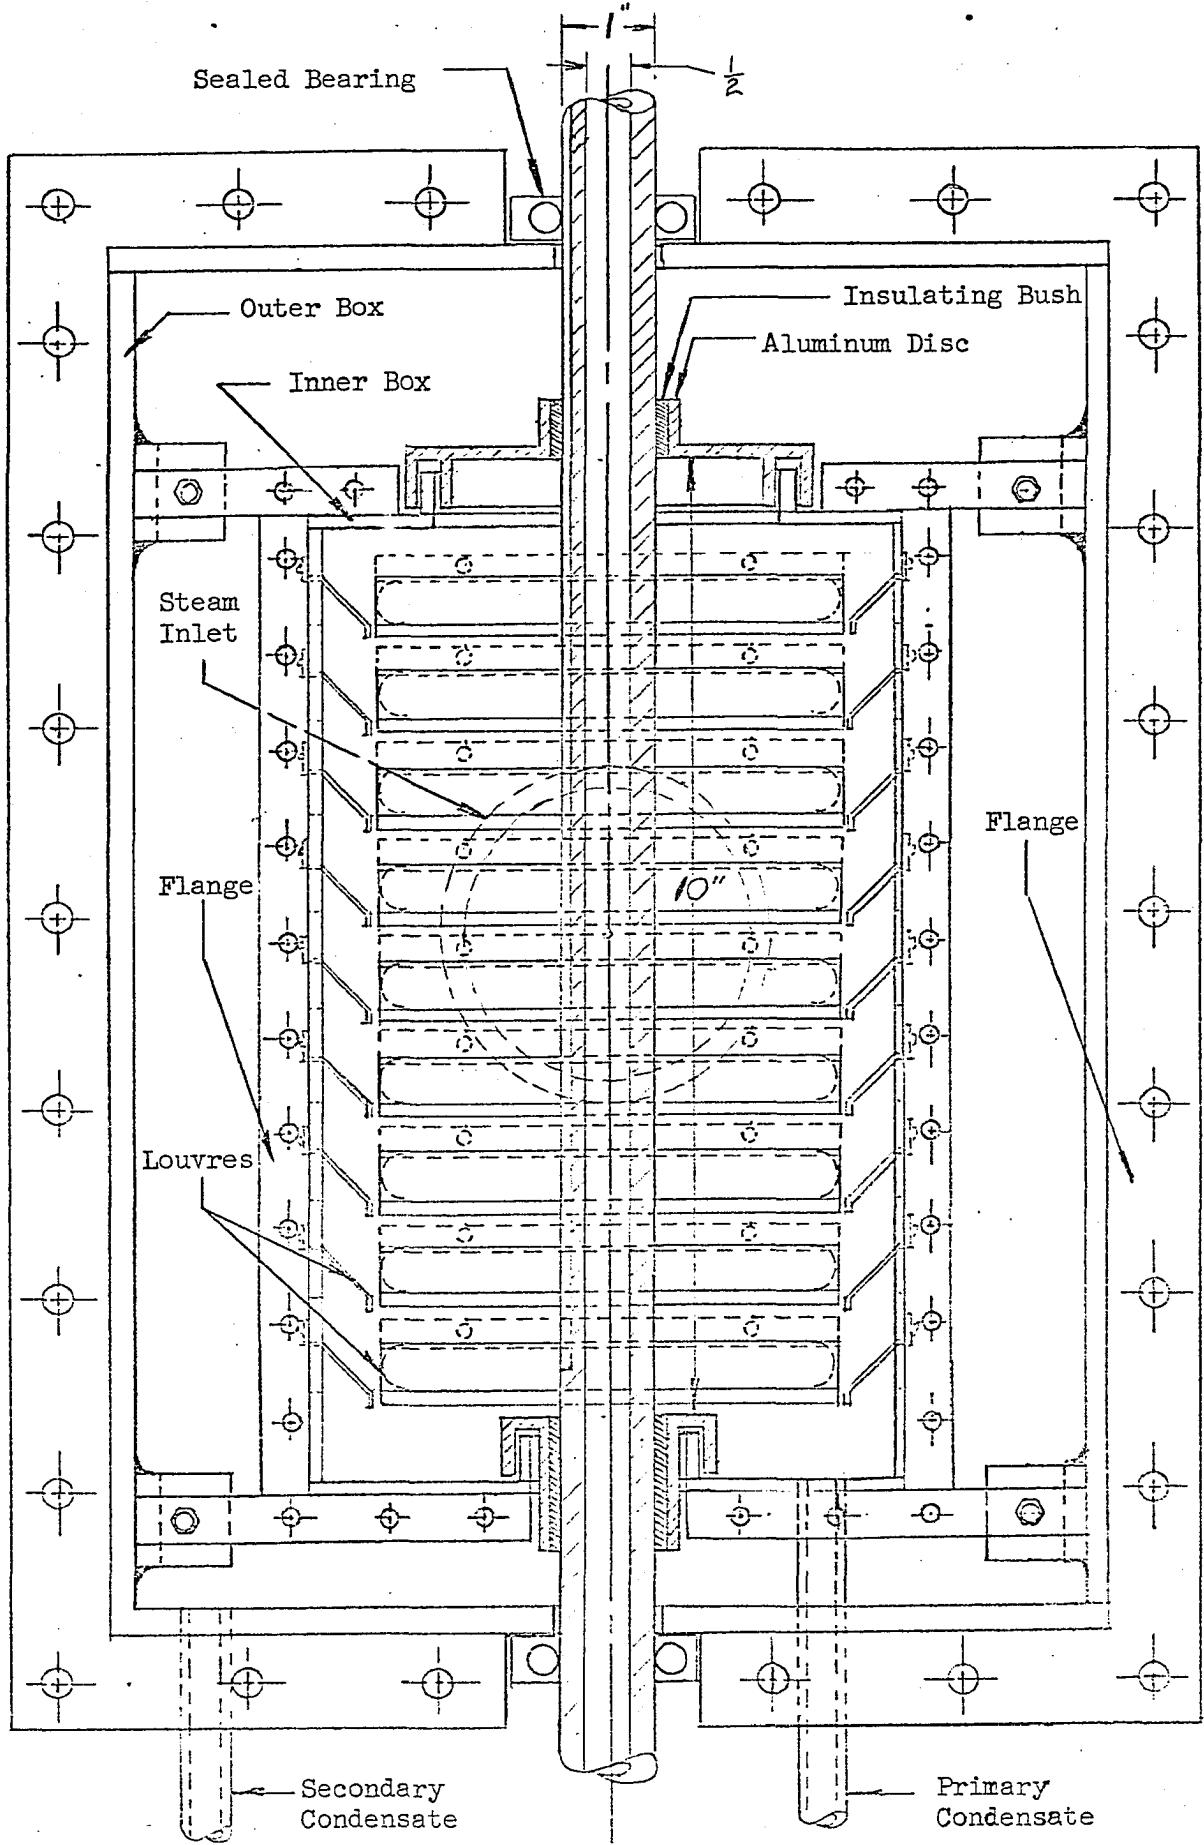 1"
1/2
Sealed Bearing
Insulating Bush
Outer Box
Aluminum Disc
Inner Box
Steam
Inlet
Flange
10"
Flange
Louvres
Secondary
Condensate
Primary
Condensate